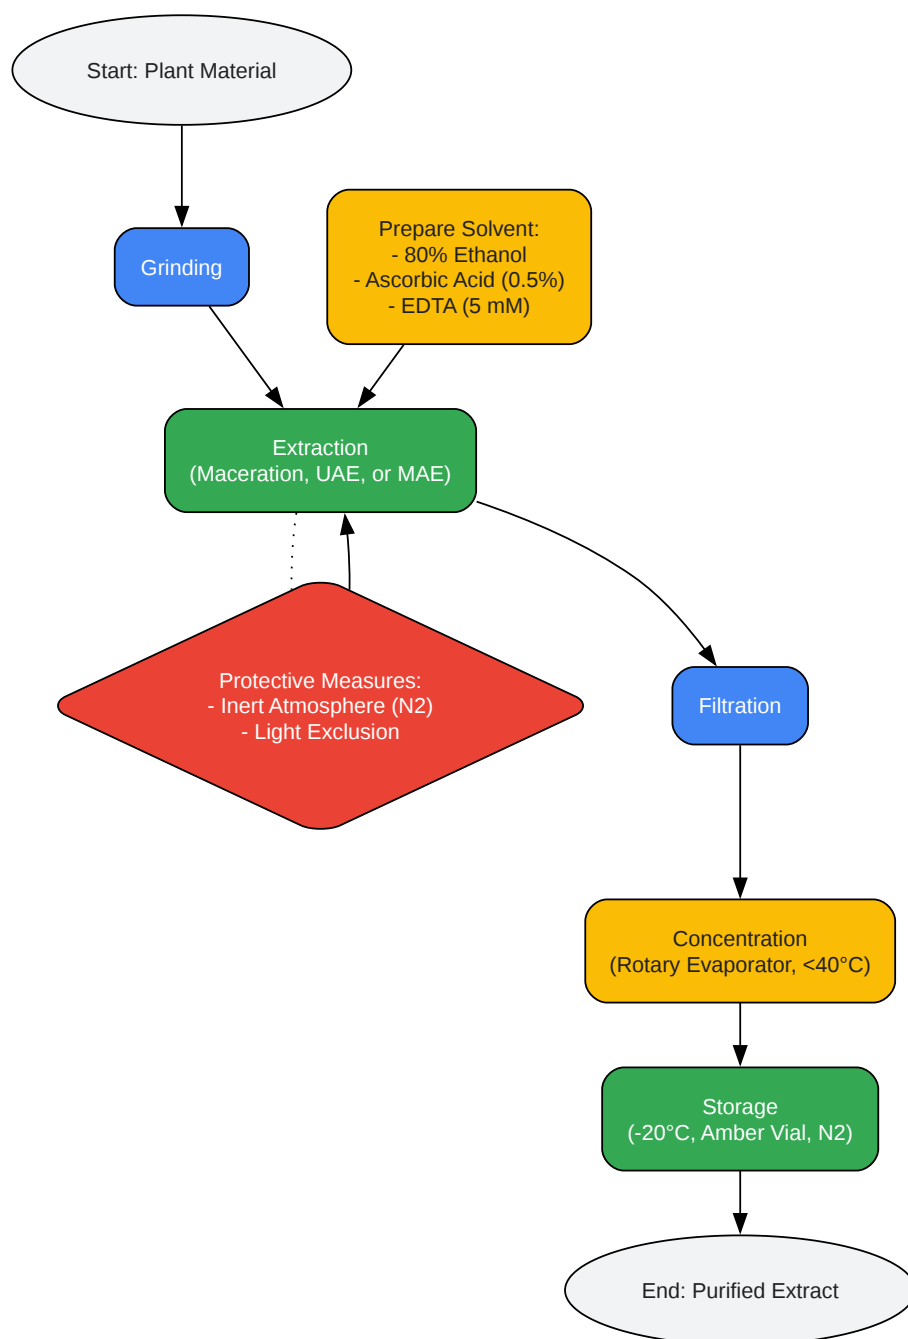 Start: Plant Material
Grinding
Prepare Solvent:
- 80% Ethanol
- Ascorbic Acid (0.5%)
- EDTA (5 mM)
Extraction
(Maceration, UAE, or MAE)
Protective Measures:
- Inert Atmosphere (N2)
- Light Exclusion
Filtration
Concentration
(Rotary Evaporator, <40°C)
Storage
(-20°C, Amber Vial, N2)
End: Purified Extract